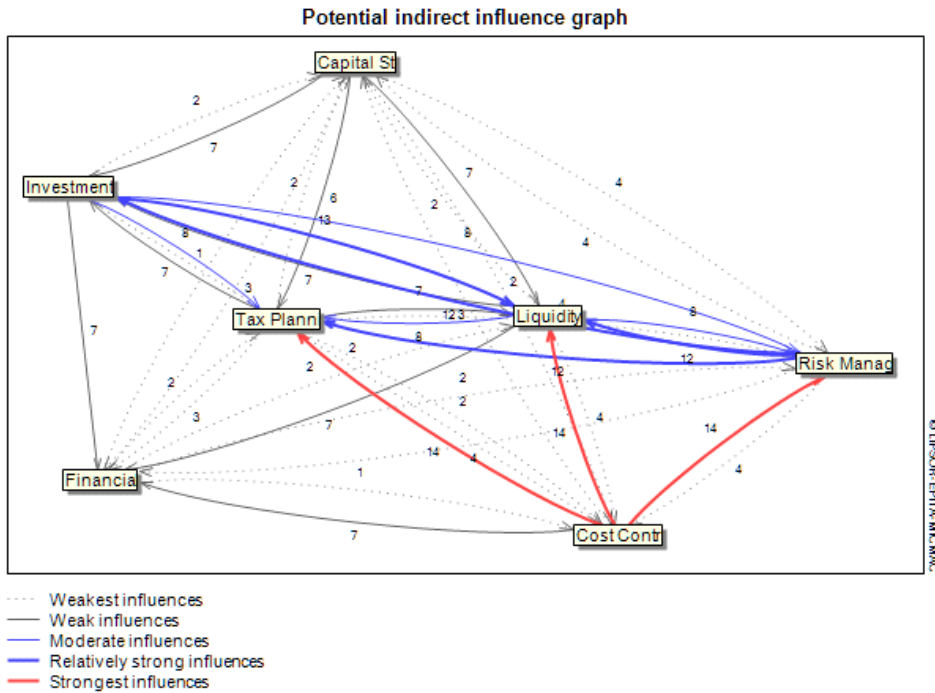 Potential indirect influence graph
Capital St
2
7
Investment
2
4
7
6
2
13
8
8
4
1
7
7
2
3
7
4
Tax Plann
12
3
Liquidity
8
7
8
2
12
12
Risk Manag
2
2
2
2
3
7
4
14
14
14
4
1
4
Financia
7
Cost Contr
© LIPSOR-EPITA-MICMAC
Weakest influences
Weak influences
Moderate influences
Relatively strong influences
Strongest influences